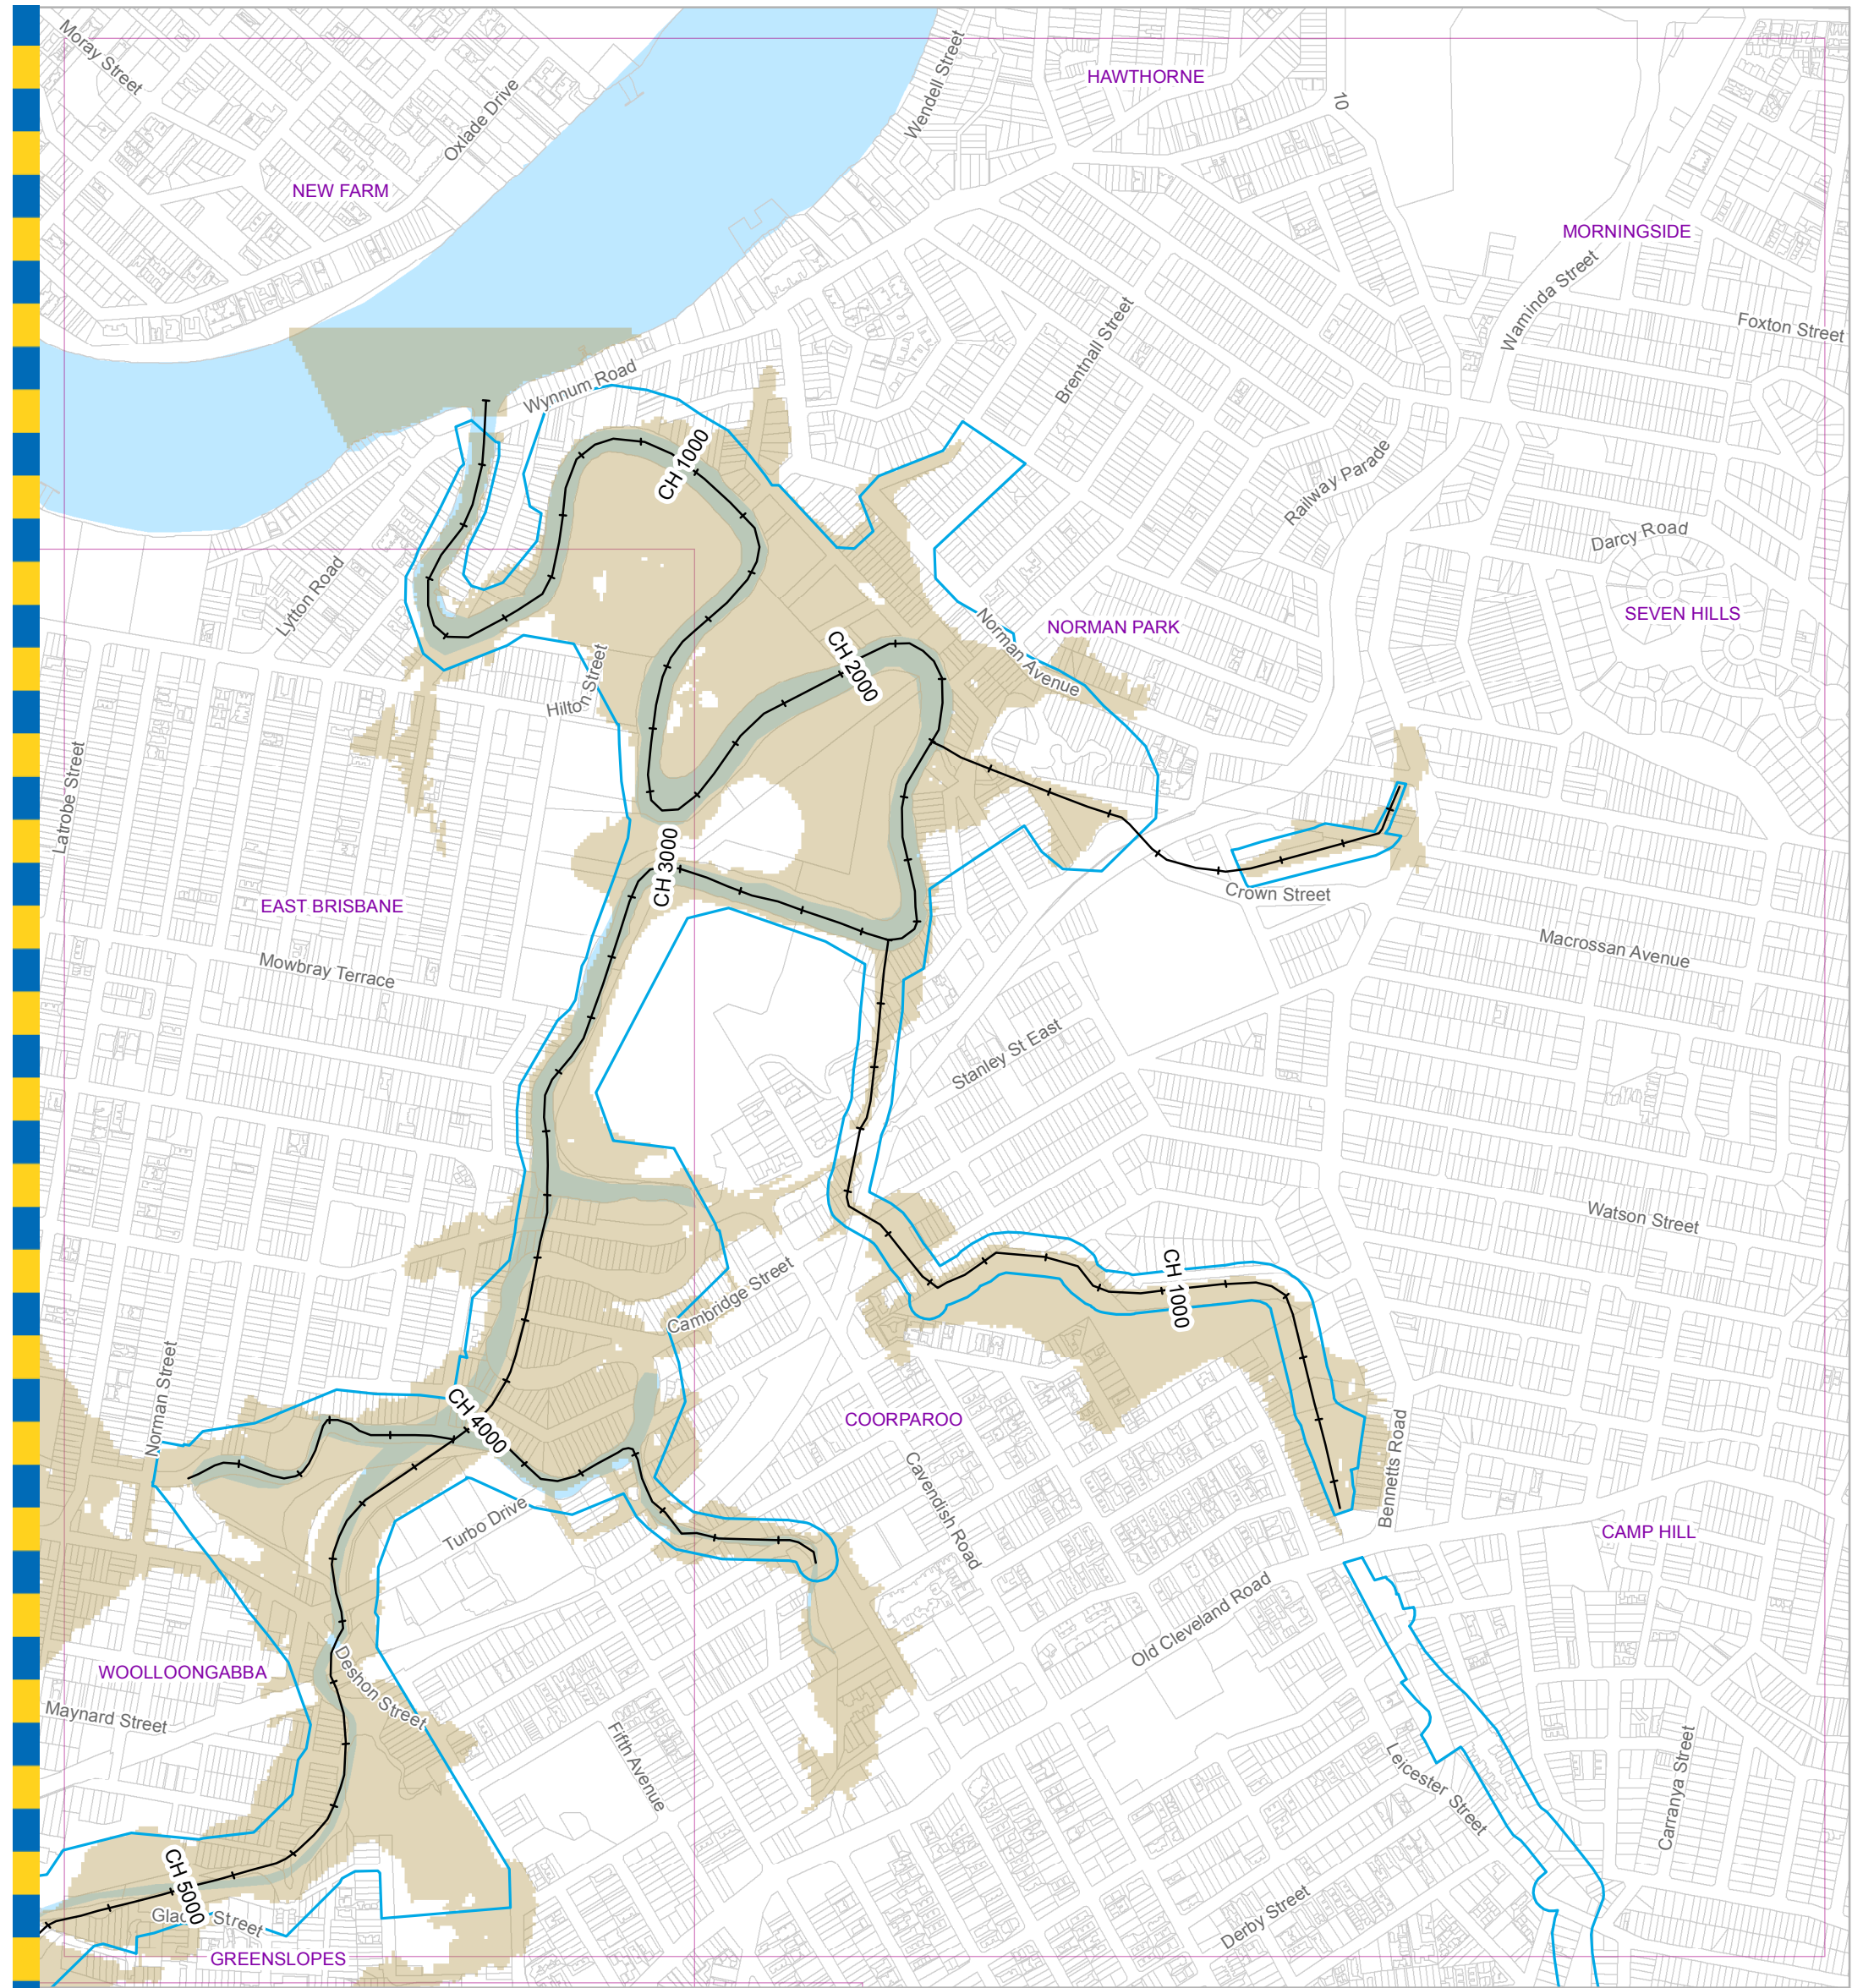 Moray Street
Oxlade Drive
Wendell Street
HAWTHORNE
10
NEW FARM
MORNINGSIDE
Waminda Street
Foxton Street
Brentnall Street
Wynnum Road
CH 1000
Railway Parade
Darcy Road
Lytton Road
SEVEN HILLS
Norman Avenue
NORMAN PARK
CH 2000
Hilton Street
Latrobe Street
CH 3000
Crown Street
EAST BRISBANE
Macrossan Avenue
Mowbray Terrace
Stanley St East
Watson Street
Cambridge Street
CH 1000
Norman Street
CH 4000
COORPAROO
Bennetts Road
Cavendish Road
Turbo Drive
CAMP HILL
Old Cleveland Road
WOOLLOONGABBA
Deshon Street
Maynard Street
Fifth Avenue
Leicester Street
Carranya Street
CH 5000
Street
Derby Street
GREENSLOPES